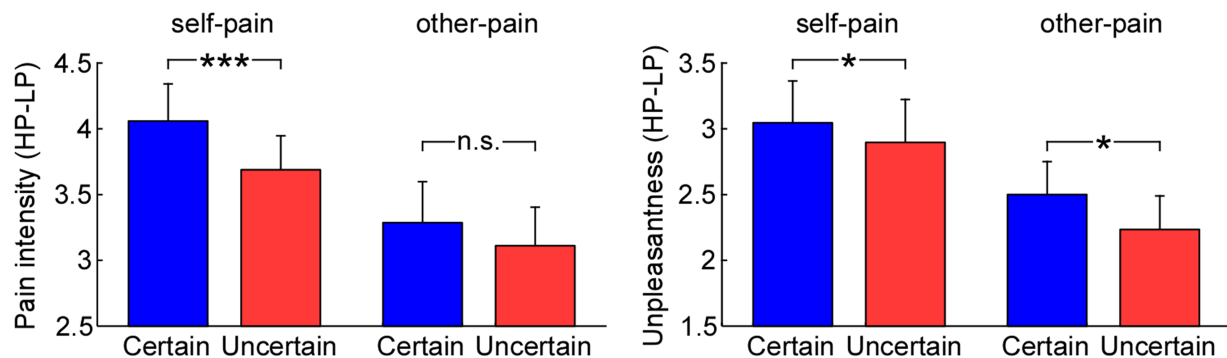 self-pain other-pain
Pain intensity (HP-LP)
4.5
4
3.5
3
2.5
***
n.s.
Certain Uncertain Certain Uncertain
self-pain other-pain
Unpleasantness (HP-LP)
3.5
3
2.5
2
1.5
*
*
Certain Uncertain Certain Uncertain